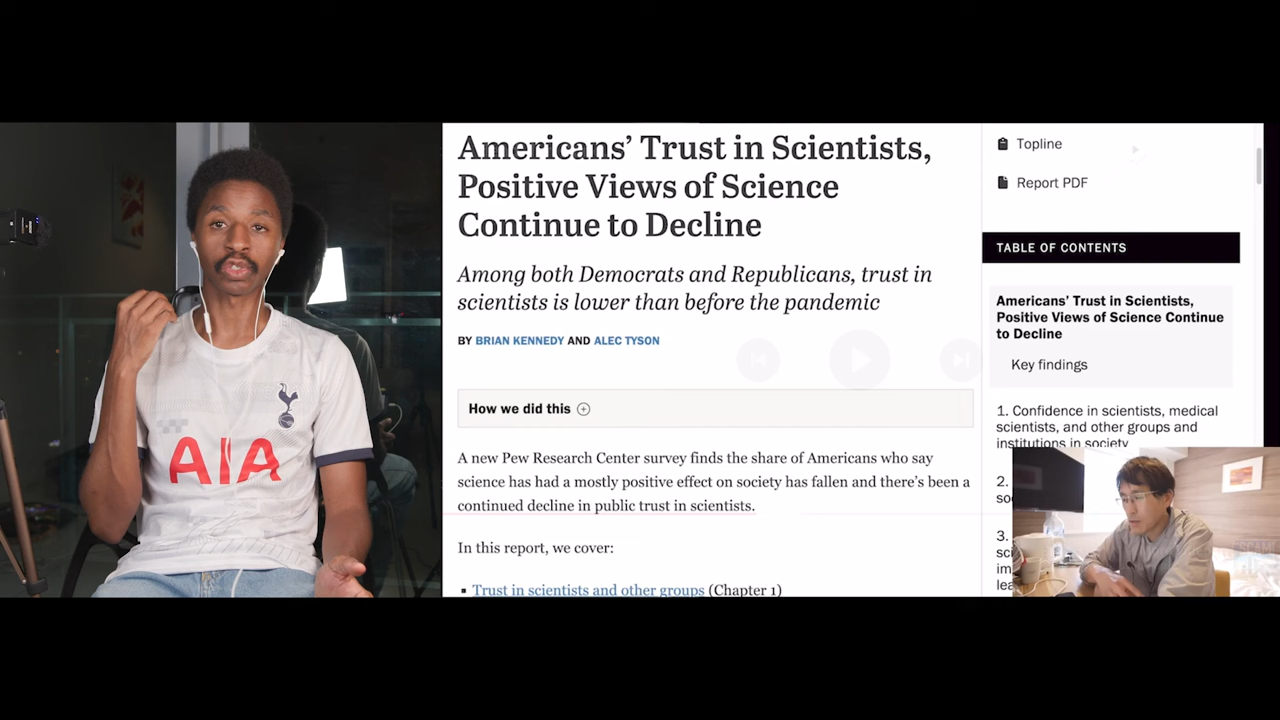 Americans’ Trust in Scientists,
Positive Views of Science
Continue to Decline
Among both Democrats and Republicans, trust in
scientists is lower than before the pandemic
BY BRIAN KENNEDY AND ALEC TYSON
How we did this
A new Pew Research Center survey finds the share of Americans who say
science has had a mostly positive effect on society has fallen and there’s been a
continued decline in public trust in scientists.
In this report, we cover:
▪ Trust in scientists and other groups (Chapter 1)
Topline
Report PDF
TABLE OF CONTENTS
Americans’ Trust in Scientists,
Positive Views of Science Continue
to Decline
Key findings
1. Confidence in scientists, medical
scientists, and other groups and
institutions in society
2.
3.
AIA